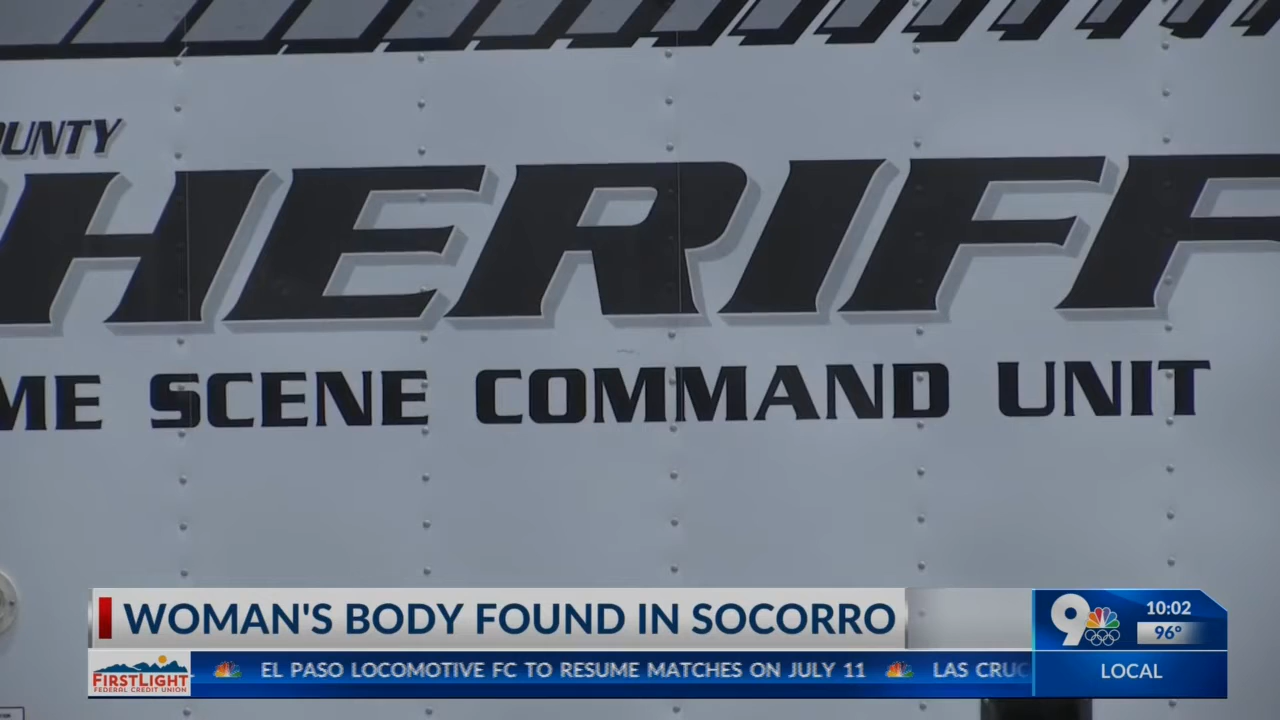 OUNTY
HERIFF
ME SCENE COMMAND UNIT
WOMAN'S BODY FOUND IN SOCORRO
9
10:02
96°
FIRSTLIGHT
FEDERAL CREDIT UNION
EL PASO LOCOMOTIVE FC TO RESUME MATCHES ON JULY 11 LAS CRUC
LOCAL